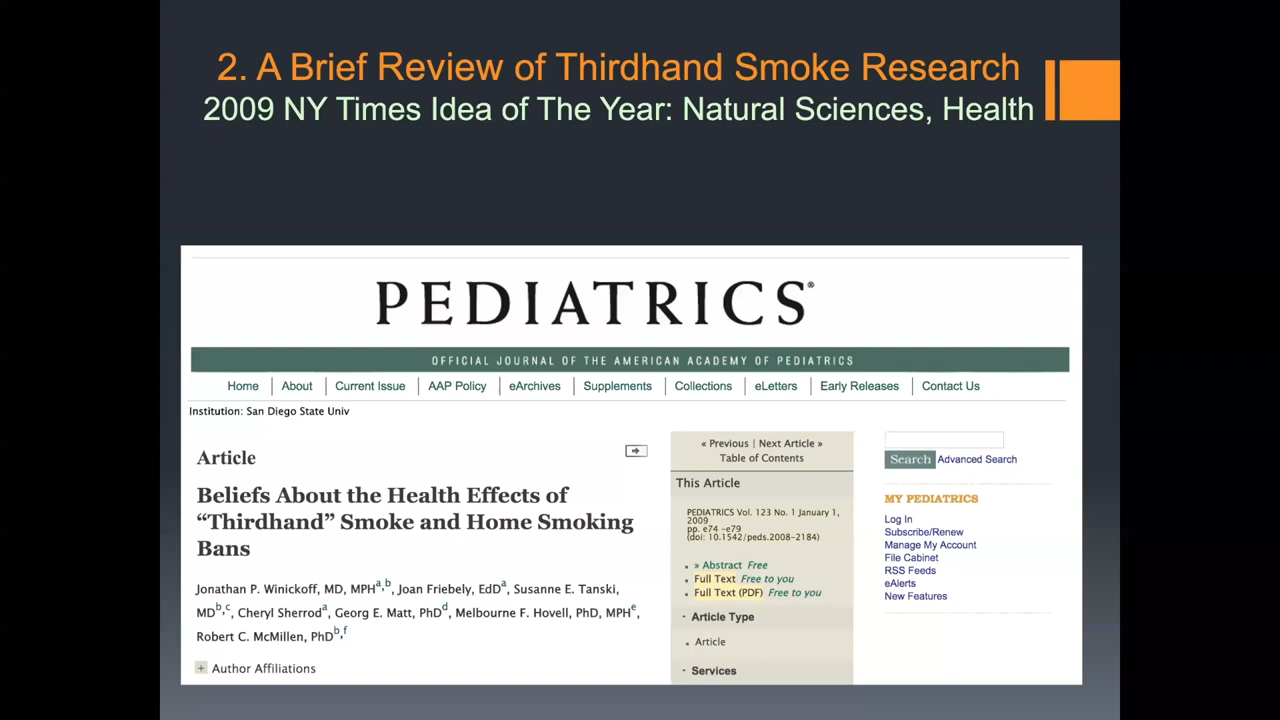 2. A Brief Review of Thirdhand Smoke Research
2009 NY Times Idea of The Year: Natural Sciences, Health
PEDIATRICS®
OFFICIAL JOURNAL OF THE AMERICAN ACADEMY OF PEDIATRICS
Home | About | Current Issue | AAP Policy | eArchives | Supplements | Collections | eLetters | Early Releases | Contact Us
Institution: San Diego State Univ
Article
Beliefs About the Health Effects of
“Thirdhand” Smoke and Home Smoking
Bans
Jonathan P. Winickoff, MD, MPHa,b, Joan Friebely, EdDa, Susanne E. Tanski,
MDb,c, Cheryl Sherroda, Georg E. Matt, PhDd, Melbourne F. Hovell, PhD, MPHe,
Robert C. McMillen, PhDb,f
+ Author Affiliations
« Previous | Next Article »
Table of Contents
This Article
PEDIATRICS Vol. 123 No. 1 January 1,
2009
pp. e74 -e79
(doi: 10.1542/peds.2008-2184)
» Abstract Free
Full Text Free to you
Full Text (PDF) Free to you
- Article Type
Article
- Services
Search Advanced Search
MY PEDIATRICS
Log In
Subscribe/Renew
Manage My Account
File Cabinet
RSS Feeds
eAlerts
New Features